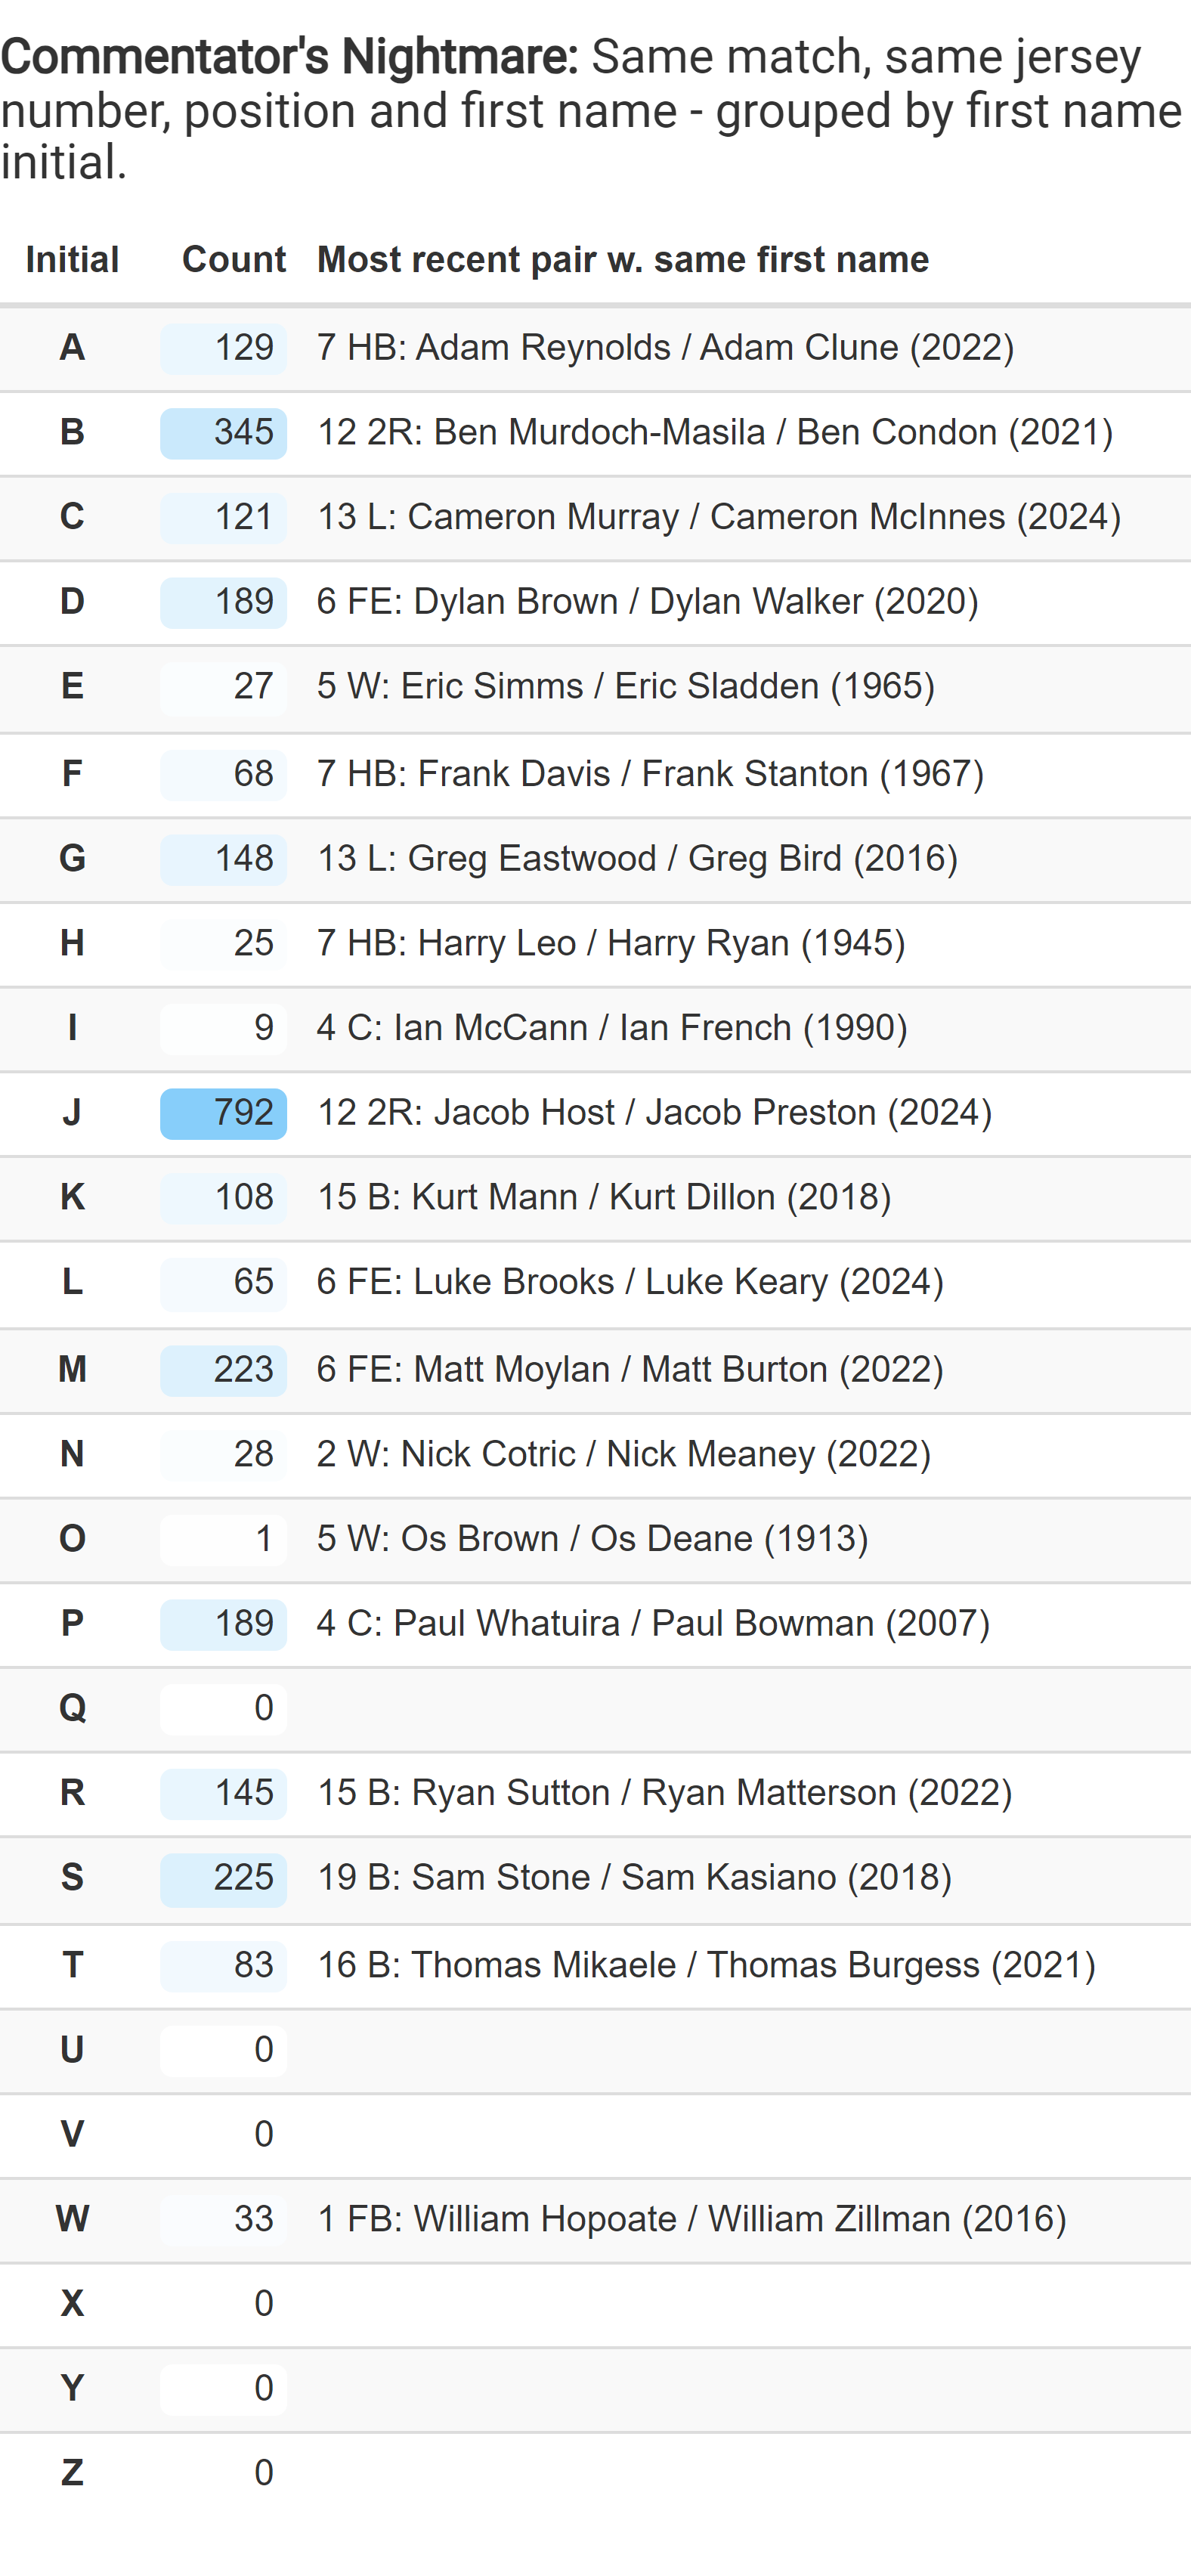 Commentator's Nightmare: Same match, same jersey
number, position and first name - grouped by first name
initial.
Initial Count Most recent pair w. same first name
A 129 7 HB: Adam Reynolds / Adam Clune (2022)
B 345 12 2R: Ben Murdoch-Masila / Ben Condon (2021)
C 121 13 L: Cameron Murray / Cameron McInnes (2024)
D 189 6 FE: Dylan Brown / Dylan Walker (2020)
E 27 5 W: Eric Simms / Eric Sladden (1965)
F 68 7 HB: Frank Davis / Frank Stanton (1967)
G 148 13 L: Greg Eastwood / Greg Bird (2016)
H 25 7 HB: Harry Leo / Harry Ryan (1945)
I 9 4 C: Ian McCann / Ian French (1990)
J 792 12 2R: Jacob Host / Jacob Preston (2024)
K 108 15 B: Kurt Mann / Kurt Dillon (2018)
L 65 6 FE: Luke Brooks / Luke Keary (2024)
M 223 6 FE: Matt Moylan / Matt Burton (2022)
N 28 2 W: Nick Cotric / Nick Meaney (2022)
O 1 5 W: Os Brown / Os Deane (1913)
P 189 4 C: Paul Whatuira / Paul Bowman (2007)
Q 0
R 145 15 B: Ryan Sutton / Ryan Matterson (2022)
S 225 19 B: Sam Stone / Sam Kasiano (2018)
T 83 16 B: Thomas Mikaele / Thomas Burgess (2021)
U 0
V 0
W 33 1 FB: William Hopoate / William Zillman (2016)
X 0
Y 0
Z 0